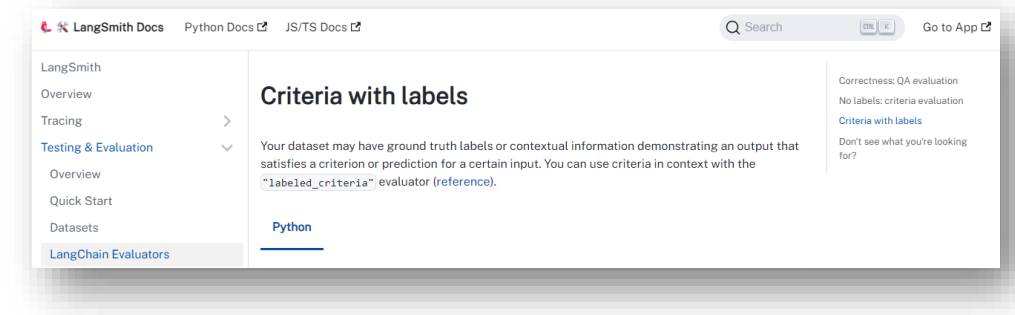 LangSmith Docs Python Docs JS/TS Docs Search CTRL K Go to App
LangSmith
Overview
Tracing
Testing & Evaluation
Overview
Quick Start
Datasets
LangChain Evaluators
Criteria with labels
Your dataset may have ground truth labels or contextual information demonstrating an output that
satisfies a criterion or prediction for a certain input. You can use criteria in context with the
"labeled_criteria" evaluator (reference).
Python
Correctness: QA evaluation
No labels: criteria evaluation
Criteria with labels
Don't see what you're looking
for?